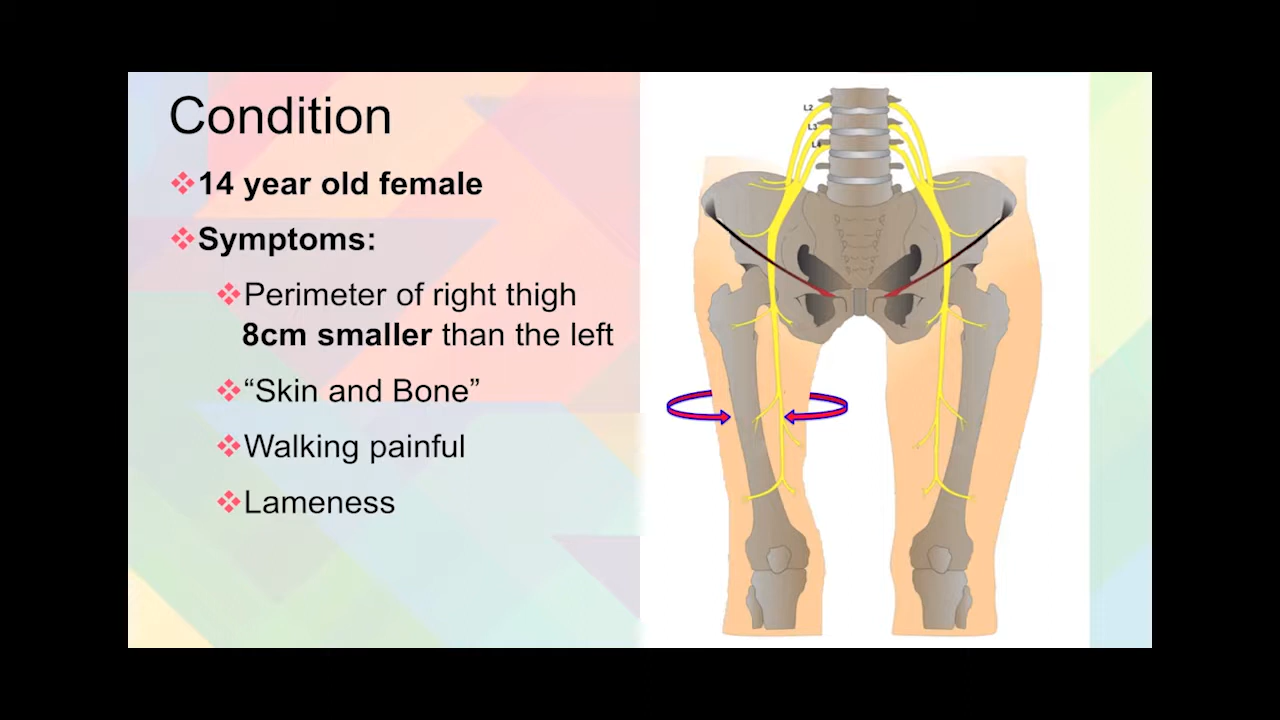 Condition
14 year old female
Symptoms:
Perimeter of right thigh
8cm smaller than the left
“Skin and Bone”
Walking painful
Lameness
L2
L3
L4